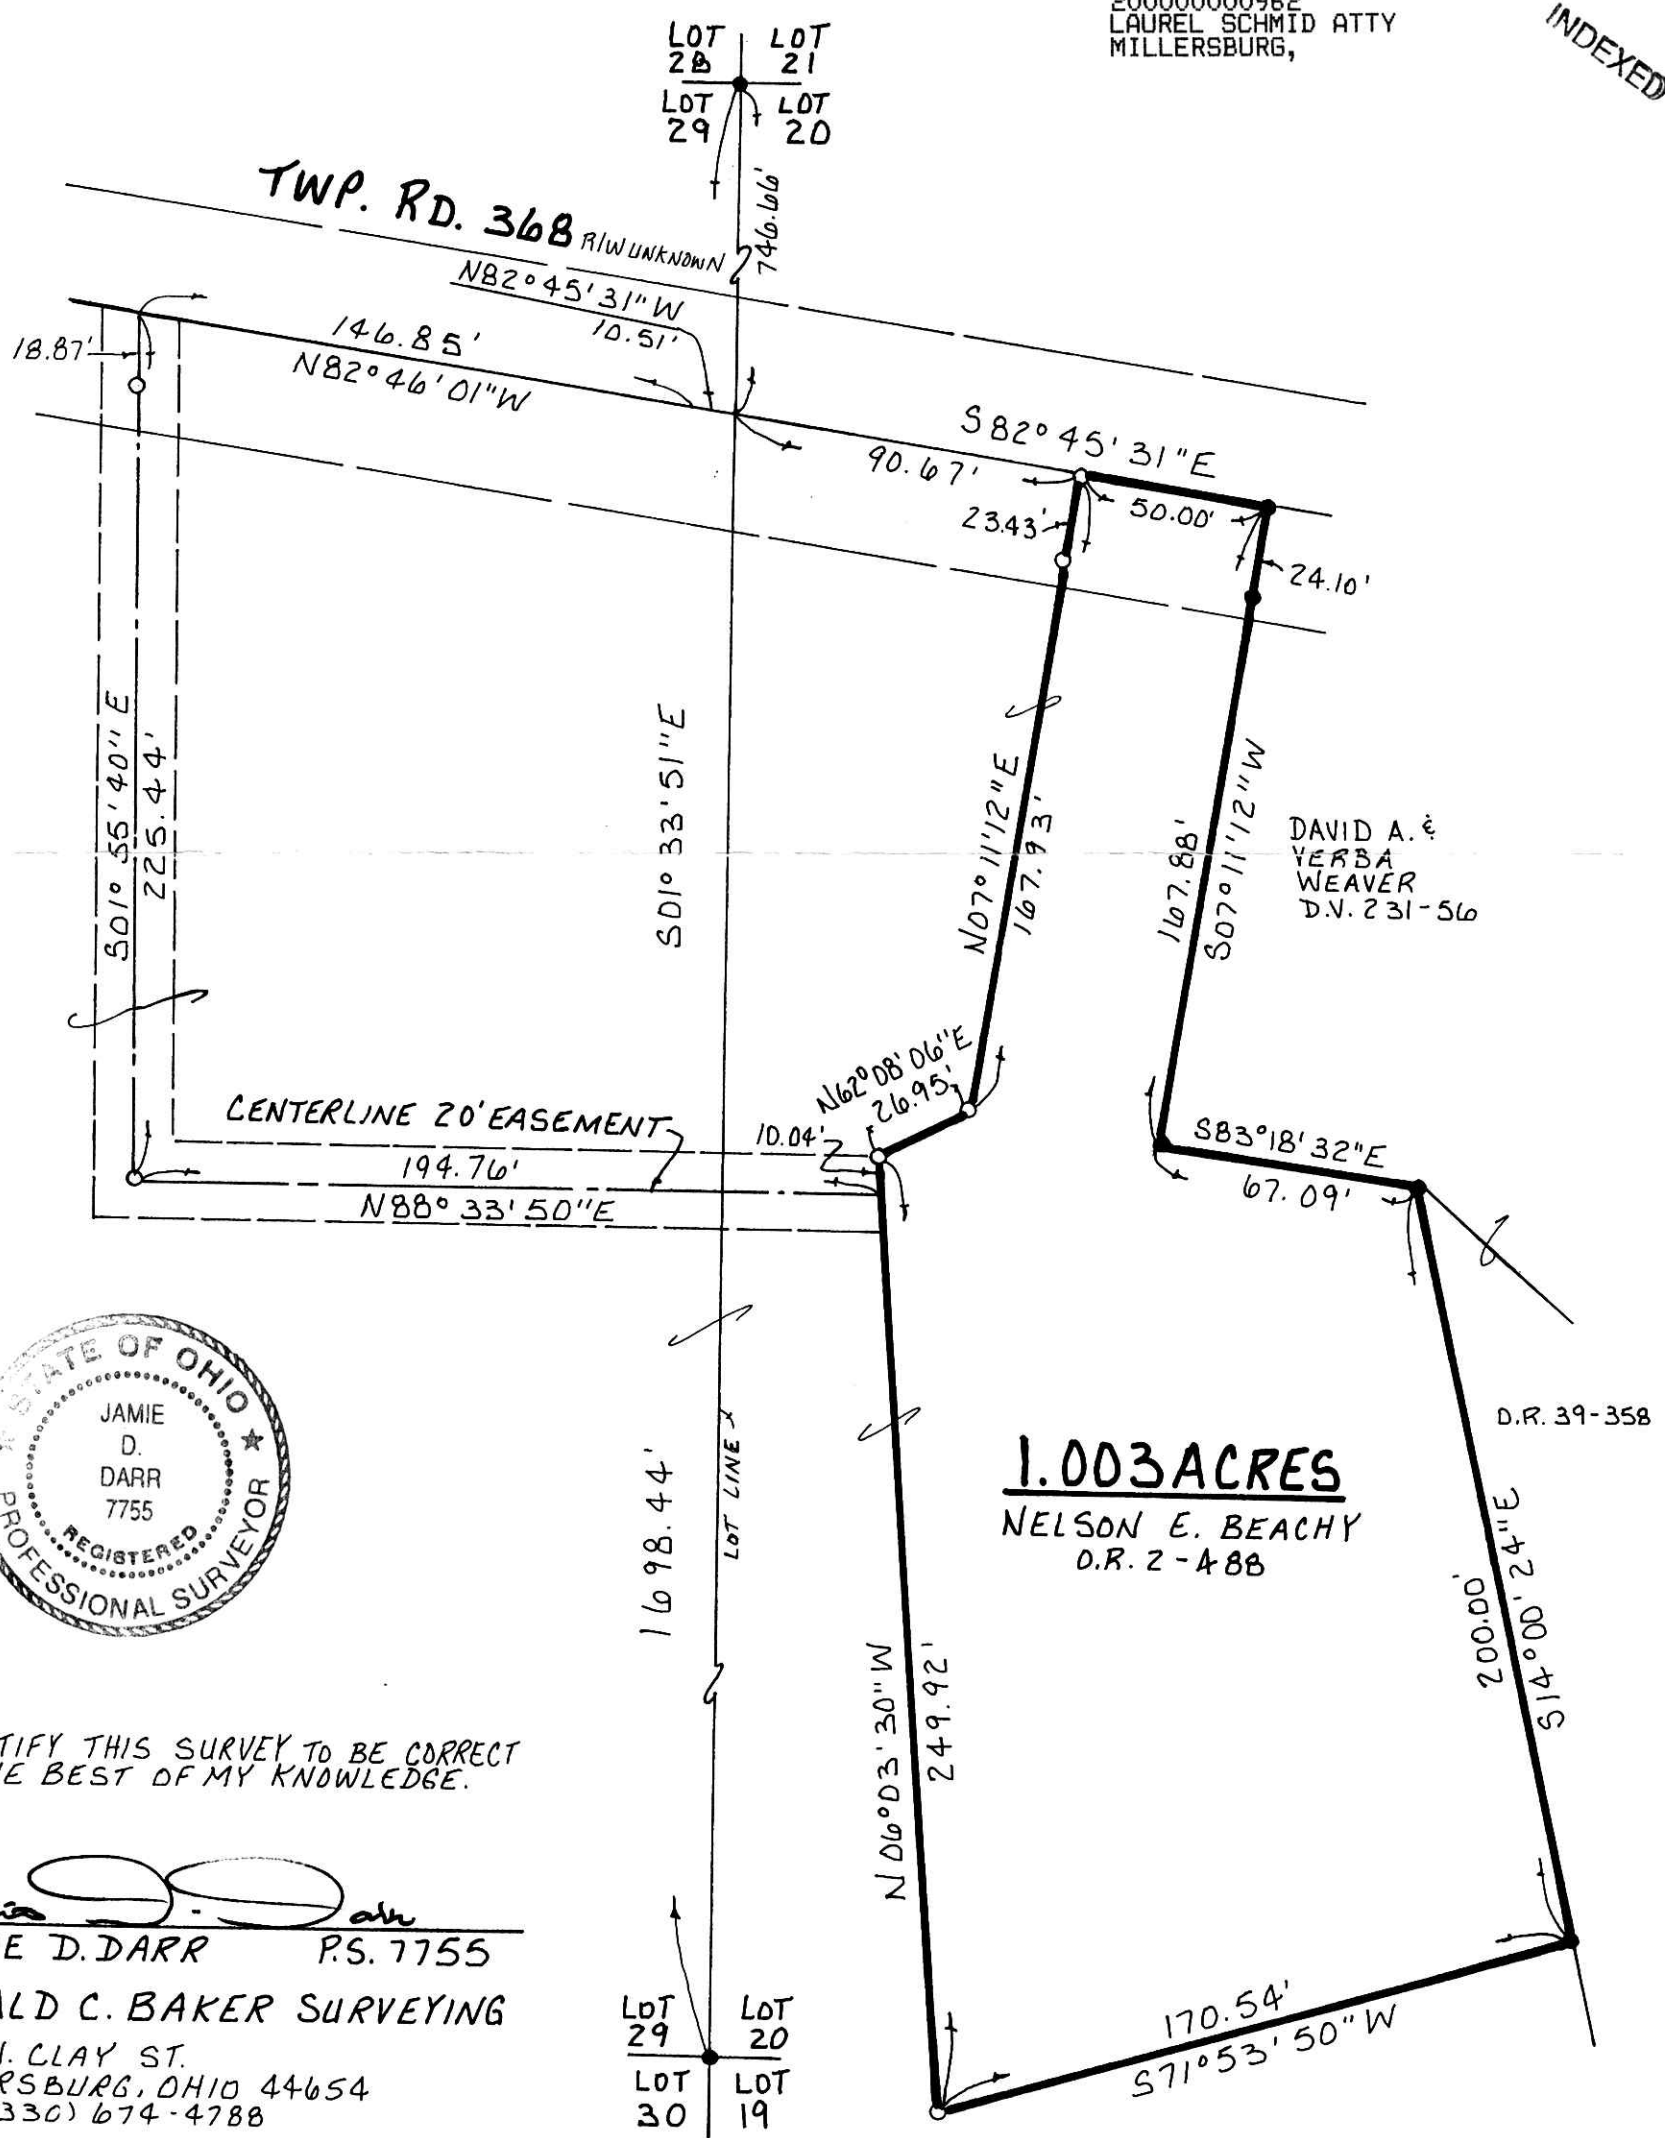 LAUREL SCHMID ATTY
MILLERSBURG,
INDEXED
LOT 28
LOT 21
LOT 29
LOT 20
746.66'
TWP. RD. 368 R/W UNKNOWN
N82°45'31"W
10.51'
18.87'
146.85'
N82°46'01"W
S82°45'31"E
90.67'
50.00'
23.43'
24.10'
S01°55'40"E
225.44'
S01°33'51"E
N07°11'12"E
167.93'
167.88'
S07°11'12"W
DAVID A. &
VERBA
WEAVER
D.V. 231-56
N62°08'06"E
26.95'
CENTERLINE 20' EASEMENT
10.04'
194.76'
N88°33'50"E
S83°18'32"E
67.09'
STATE OF OHIO
JAMIE
D.
DARR
7755
REGISTERED
PROFESSIONAL SURVEYOR
1698.44'
LOT LINE
1.003 ACRES
NELSON E. BEACHY
O.R. 2-488
D.R. 39-358
200.00'
S14°00'24"E
N06°03'30"W
249.92'
TIFY THIS SURVEY TO BE CORRECT
E BEST OF MY KNOWLEDGE.
E D. DARR P.S. 7755
ALD C. BAKER SURVEYING
. CLAY ST.
RSBURG, OHIO 44654
330) 674-4788
LOT 29
LOT 20
LOT 30
LOT 19
170.54'
S71°53'50"W